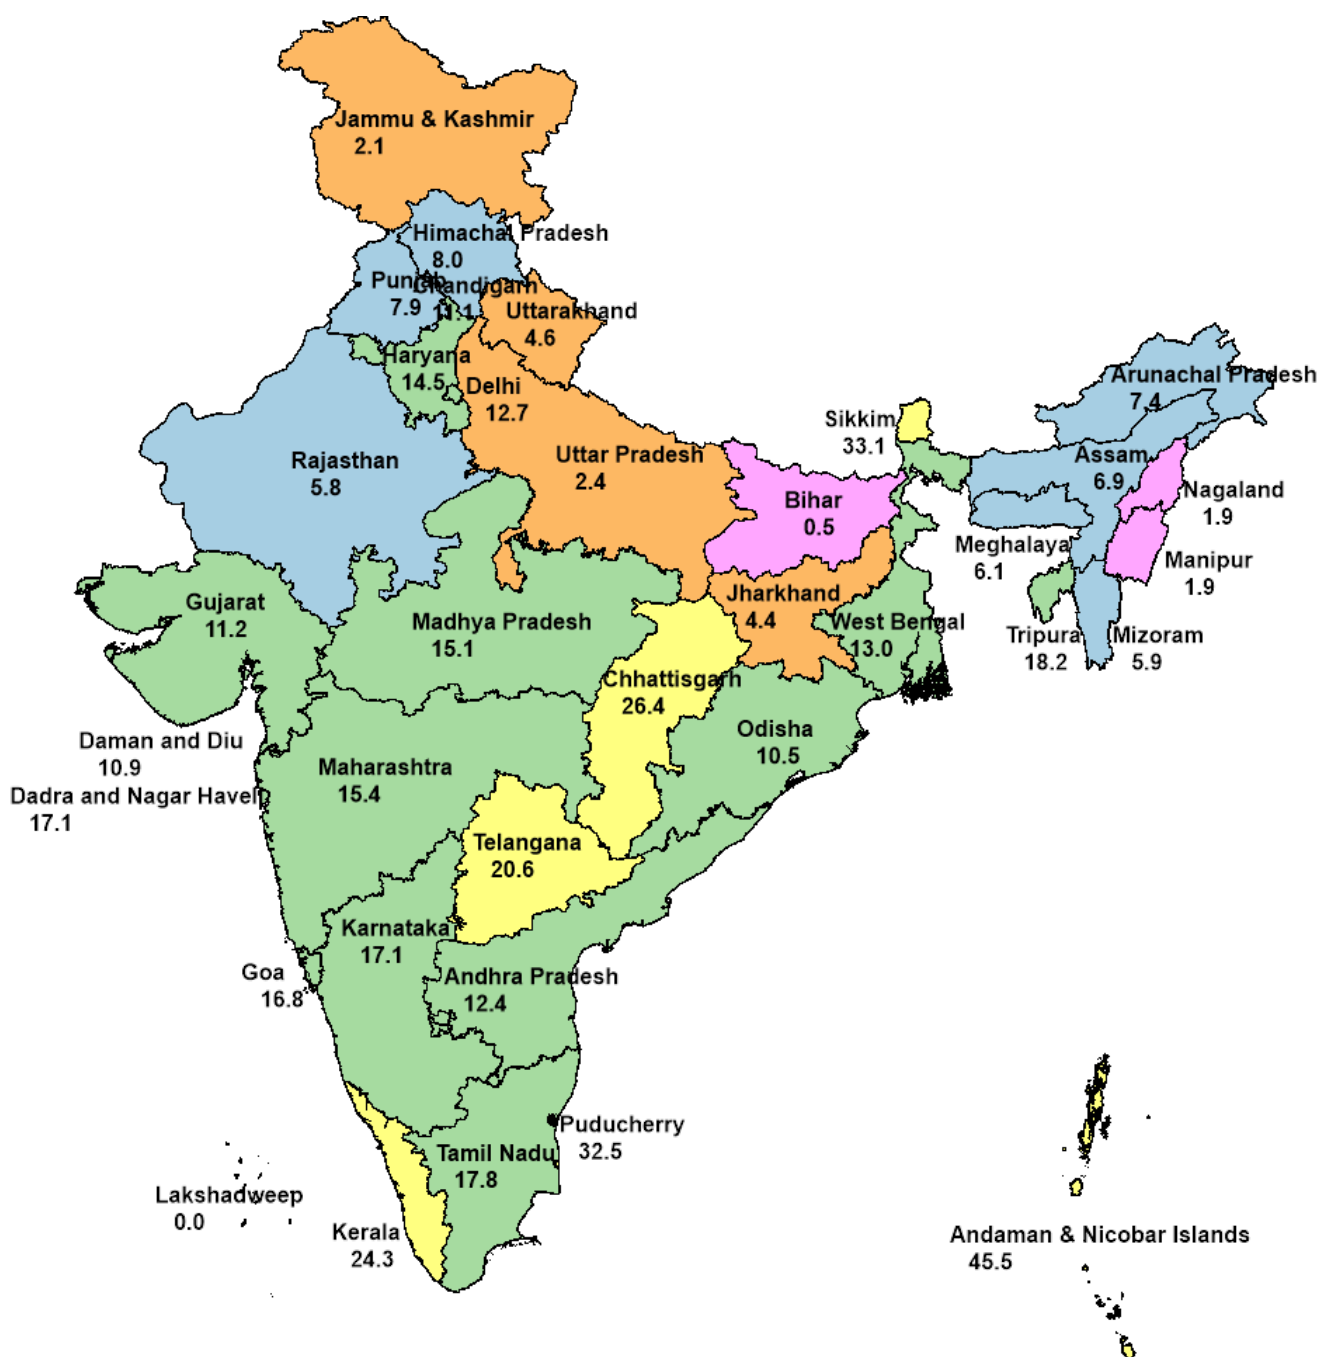 Jammu & Kashmir
2.1
Himachal Pradesh
8.0
Punjab
7.9
Chandigarh
11.1
Uttarakhand
4.6
Haryana
14.5
Delhi
12.7
Arunachal Pradesh
7.4
Sikkim
33.1
Rajasthan
5.8
Uttar Pradesh
2.4
Assam
6.9
Bihar
0.5
Nagaland
1.9
Meghalaya
6.1
Manipur
1.9
Gujarat
11.2
Madhya Pradesh
15.1
Jharkhand
4.4
West Bengal
13.0
Tripura
18.2
Mizoram
5.9
Chhattisgarh
26.4
Odisha
10.5
Daman and Diu
10.9
Maharashtra
15.4
Dadra and Nagar Haveli
17.1
Telangana
20.6
Karnataka
17.1
Goa
16.8
Andhra Pradesh
12.4
Puducherry
32.5
Tamil Nadu
17.8
Lakshadweep
0.0
Kerala
24.3
Andaman & Nicobar Islands
45.5